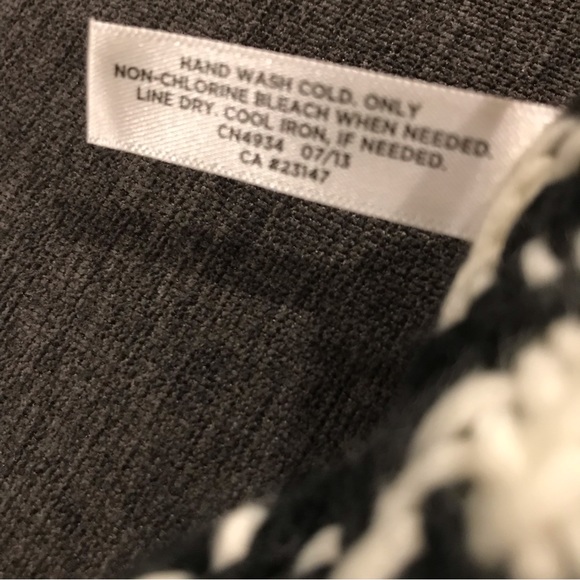 HAND WASH COLD. ONLY
NON-CHLORINE BLEACH WHEN NEEDED.
LINE DRY. COOL IRON, IF NEEDED.
CN4934 07/13
CA #23147